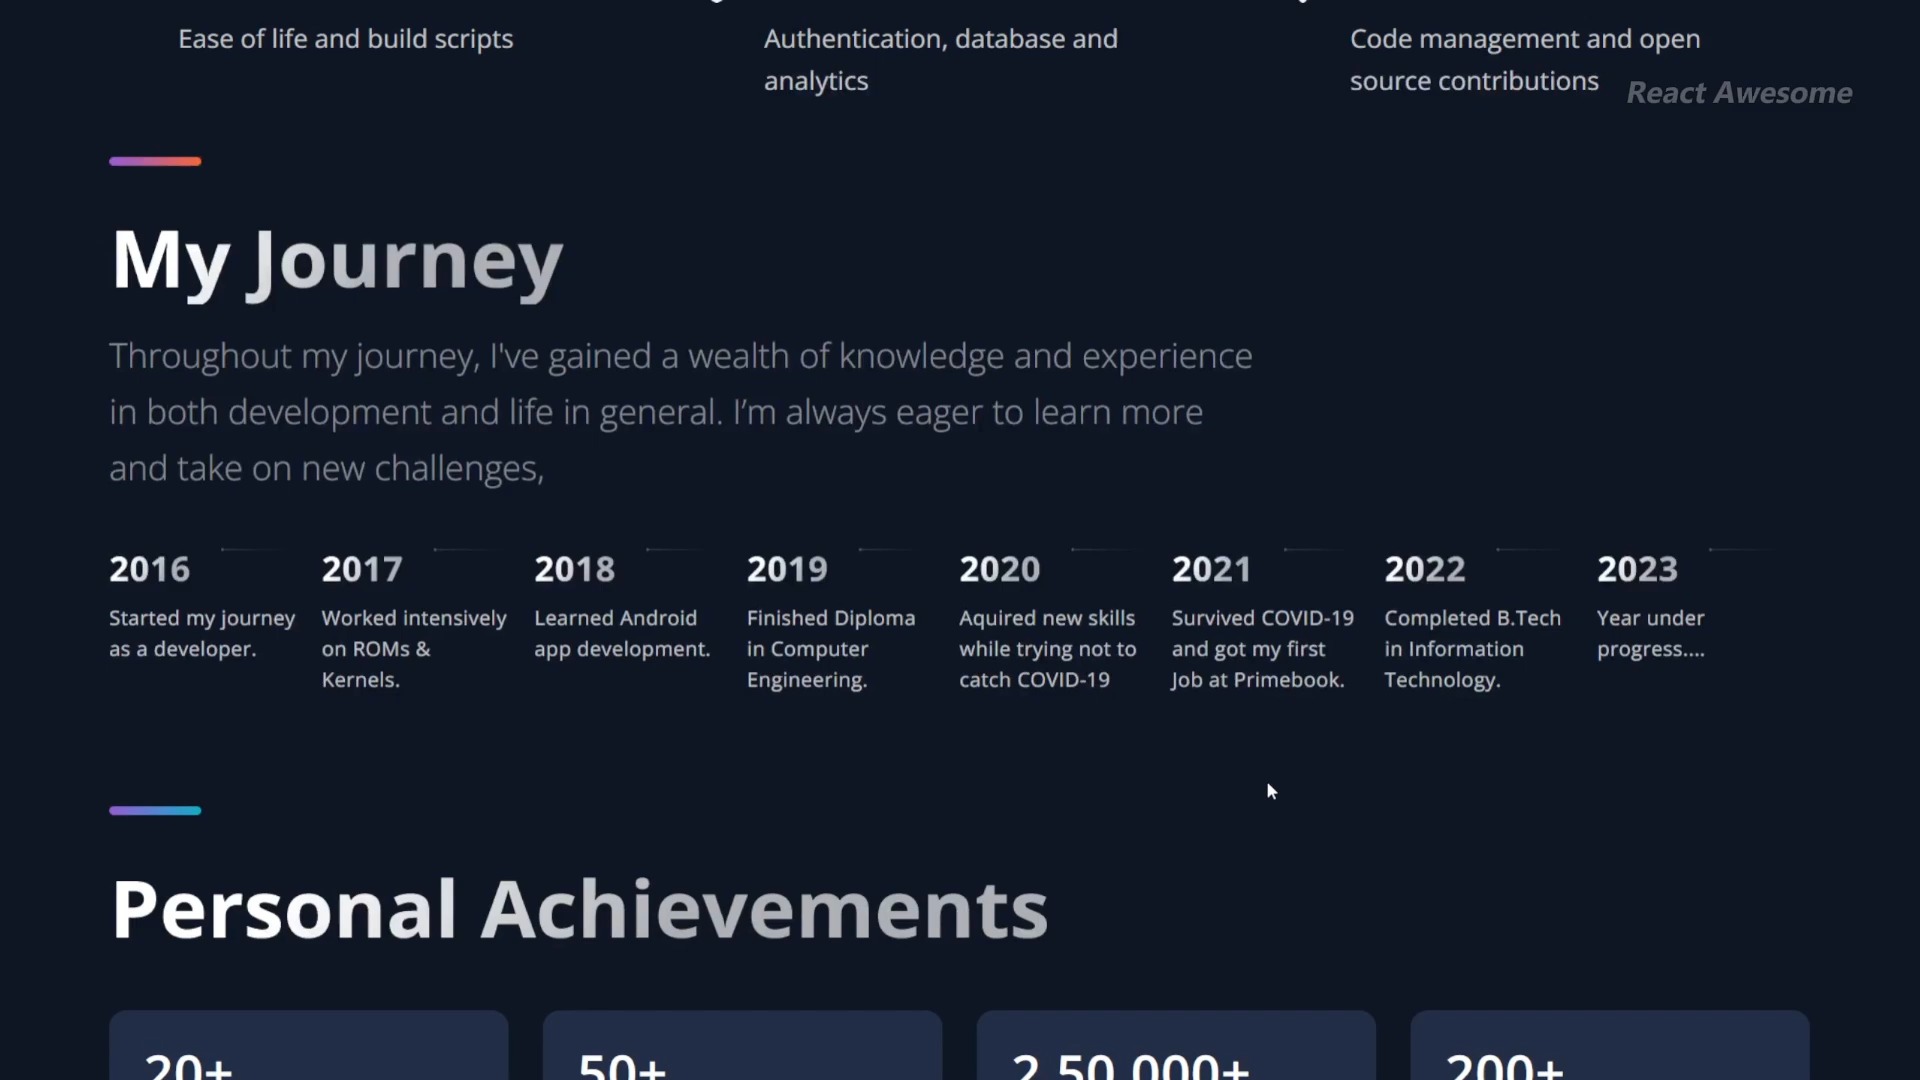 Ease of life and build scripts
Authentication, database and
analytics
Code management and open
source contributions
React Awesome
My Journey
Throughout my journey, I've gained a wealth of knowledge and experience
in both development and life in general. I’m always eager to learn more
and take on new challenges,
2016
Started my journey
as a developer.
2017
Worked intensively
on ROMs &
Kernels.
2018
Learned Android
app development.
2019
Finished Diploma
in Computer
Engineering.
2020
Aquired new skills
while trying not to
catch COVID-19
2021
Survived COVID-19
and got my first
Job at Primebook.
2022
Completed B.Tech
in Information
Technology.
2023
Year under
progress....
Personal Achievements
20+
50+
2,50,000+
200+